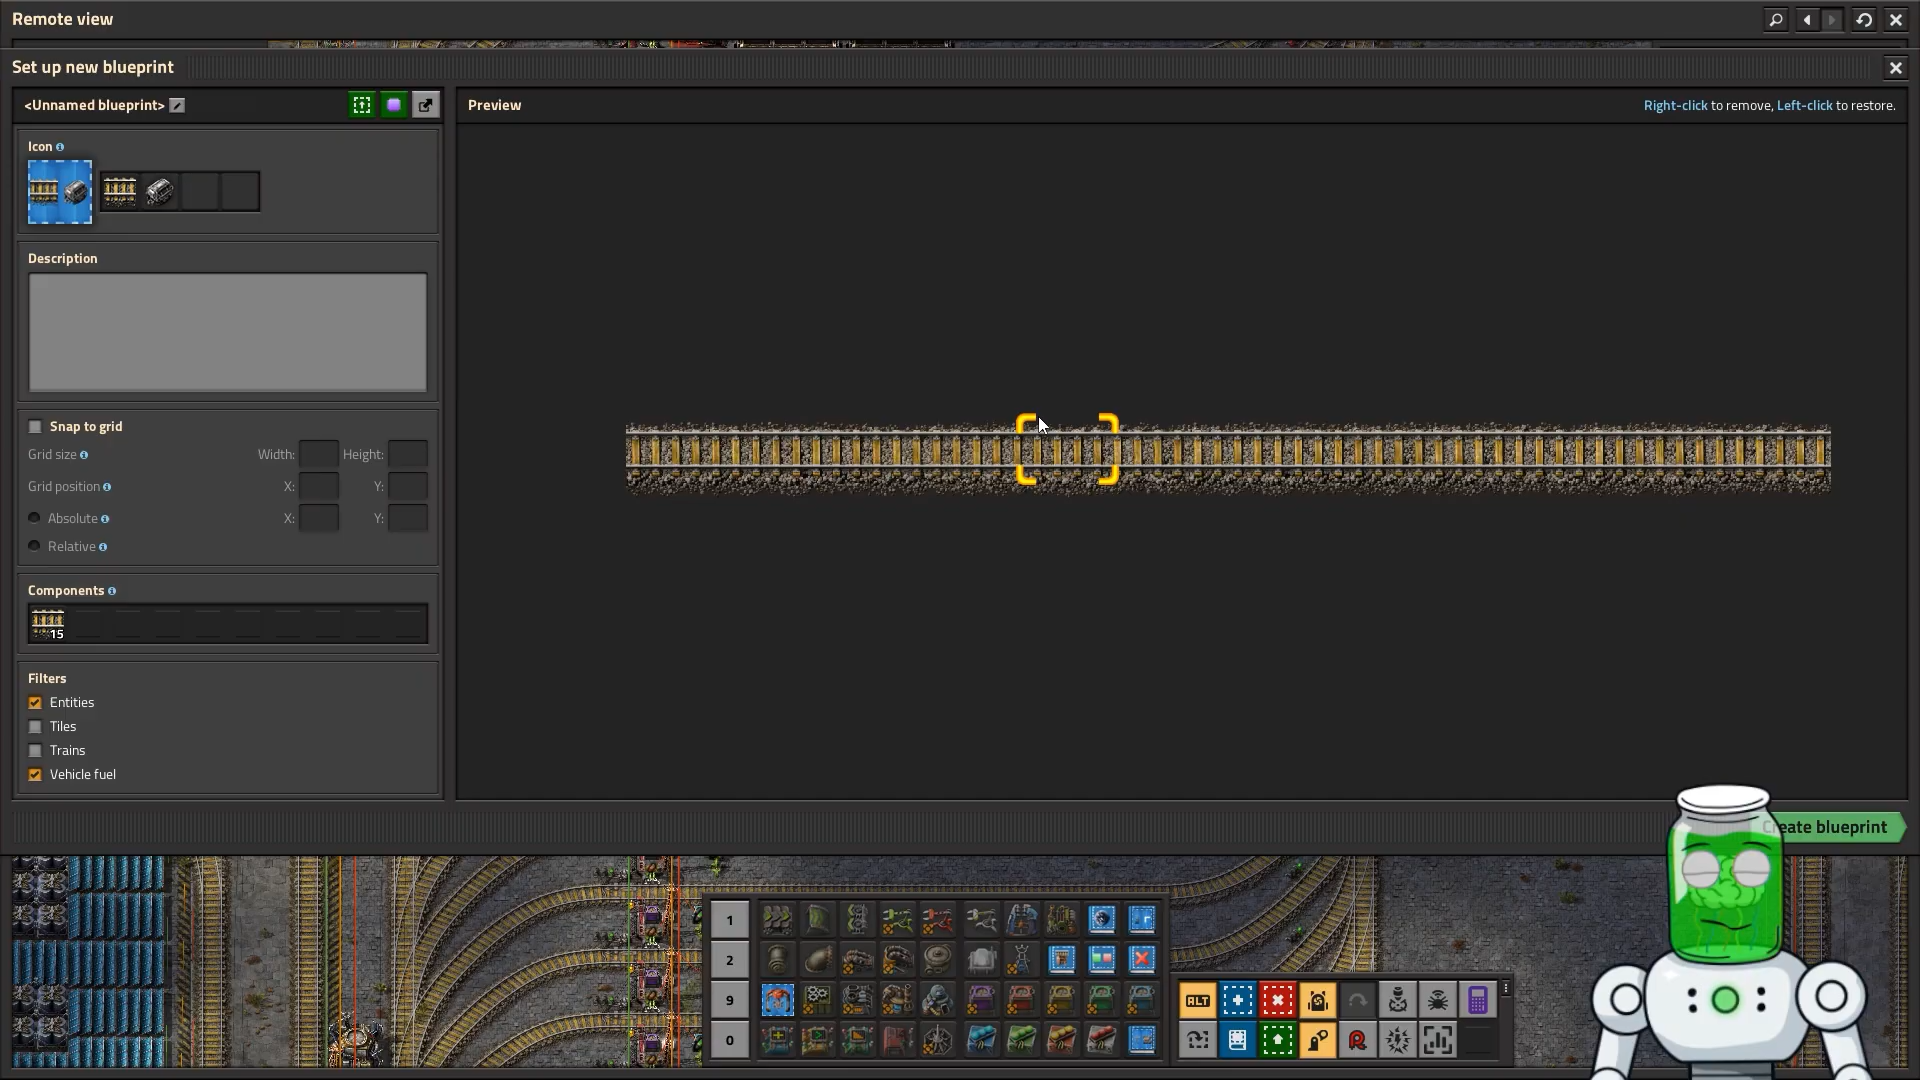 Remote view
Set up new blueprint
<Unnamed blueprint>
Preview
Right-click to remove, Left-click to restore.
Icon
Description
Snap to grid
Grid size
Width:
Height:
Grid position
X:
Y:
Absolute
X:
Y:
Relative
Components
15
Filters
Entities
Tiles
Trains
Vehicle fuel
Create blueprint
1
2
9
ALT
0
R